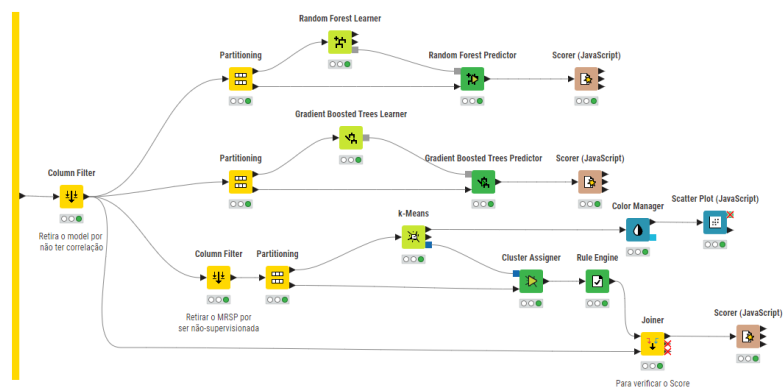 Random Forest Learner
Partitioning
Random Forest Predictor
Scorer (JavaScript)
Gradient Boosted Trees Learner
Partitioning
Gradient Boosted Trees Predictor
Scorer (JavaScript)
Column Filter
Retira o model por
não ter correlação
k-Means
Color Manager
Scatter Plot (JavaScript)
Column Filter
Partitioning
Cluster Assigner
Rule Engine
Retirar o MRSP por
ser não-supervisionada
Joiner
Scorer (JavaScript)
Para verificar o Score